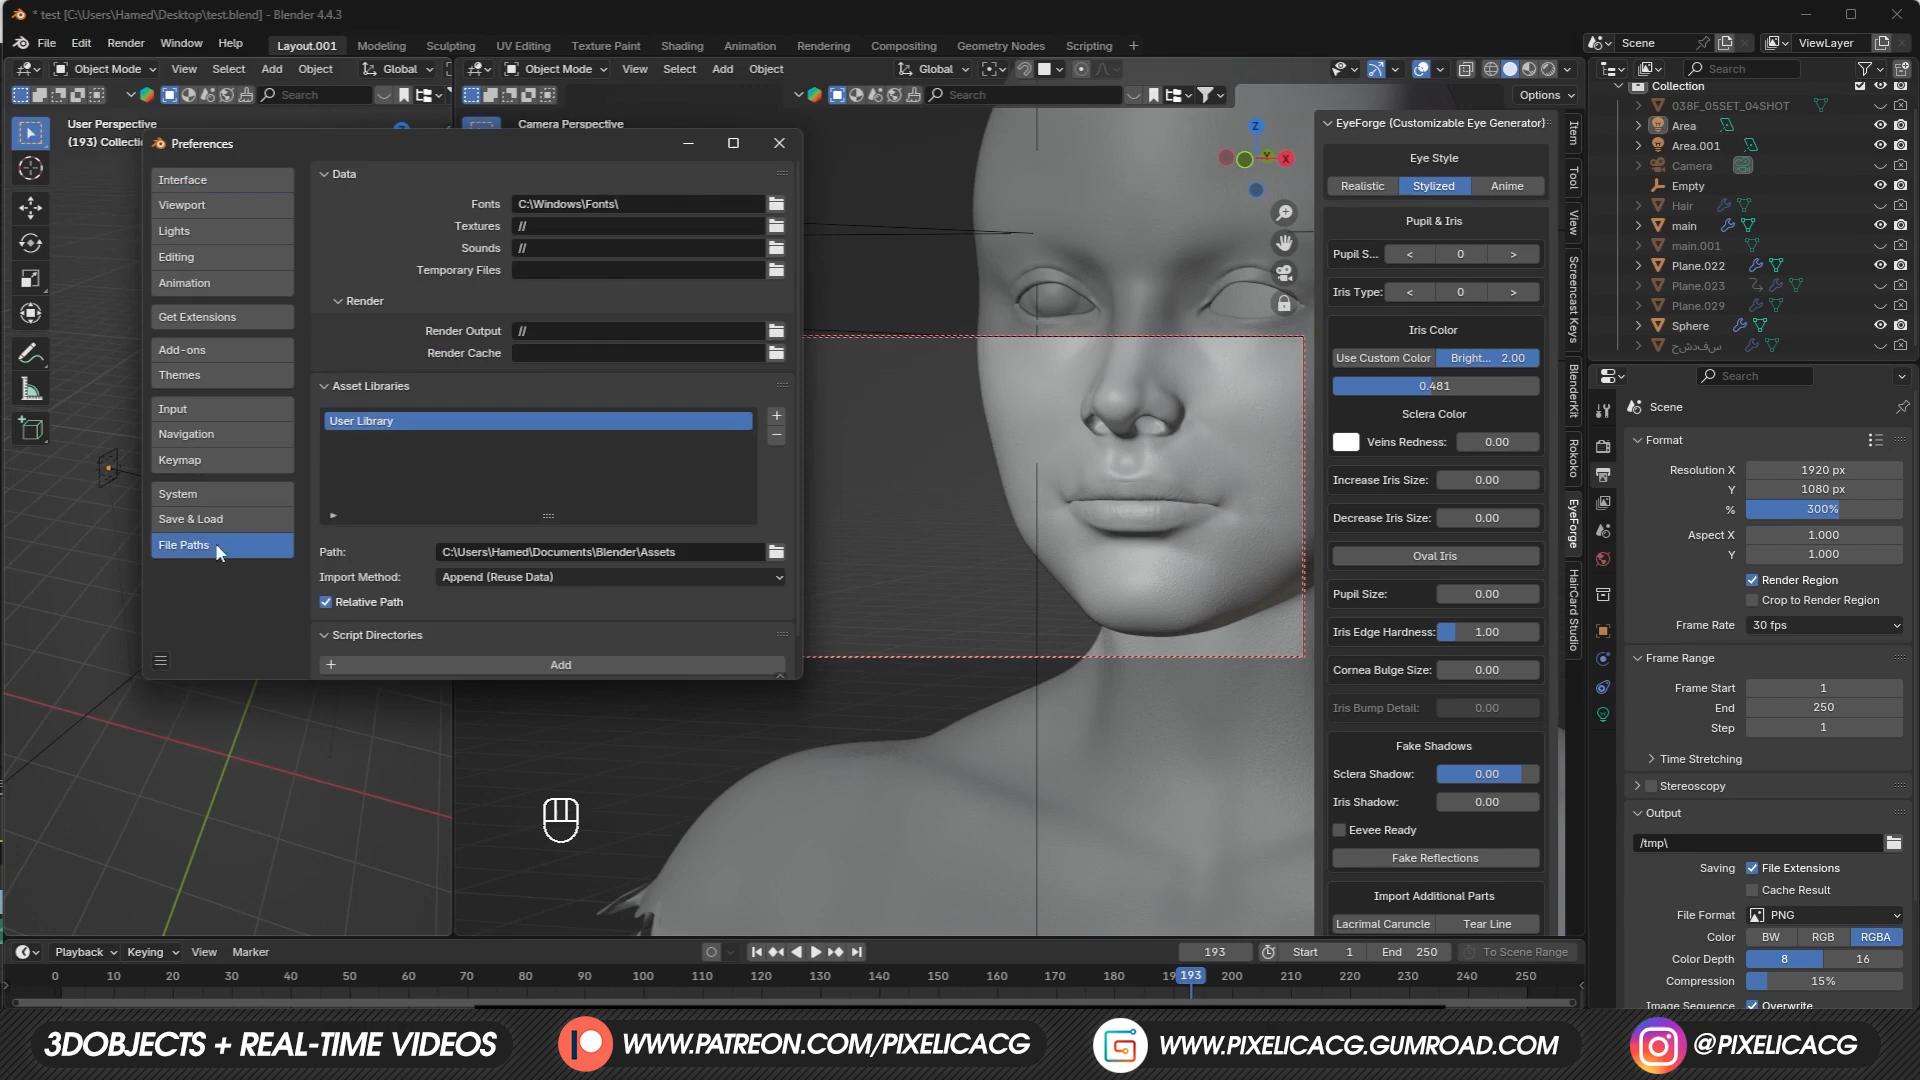 * test [C:\Users\Hamed\Desktop\test.blend] - Blender 4.4.3
File Edit Render Window Help
Layout.001 Modeling Sculpting UV Editing Texture Paint Shading Animation Rendering Compositing Geometry Nodes Scripting +
Scene ViewLayer
Object Mode View Select Add Object Global
Object Mode View Select Add Object Global
Search
Search
Search
Options
User Perspective
(193) Collecti
Camera Perspective
Preferences
Interface
Viewport
Lights
Editing
Animation
Get Extensions
Add-ons
Themes
Input
Navigation
Keymap
System
Save & Load
File Paths
Data
Fonts C:\Windows\Fonts\
Textures //
Sounds //
Temporary Files
Render
Render Output //
Render Cache
Asset Libraries
User Library
Path: C:\Users\Hamed\Documents\Blender\Assets
Import Method: Append (Reuse Data)
Relative Path
Script Directories
+ Add
Z
Y
X
EyeForge (Customizable Eye Generator)
Eye Style
Realistic Stylized Anime
Pupil & Iris
Pupil S... < 0 >
Iris Type: < 0 >
Iris Color
Use Custom Color Bright... 2.00
0.481
Sclera Color
Veins Redness: 0.00
Increase Iris Size: 0.00
Decrease Iris Size: 0.00
Oval Iris
Pupil Size: 0.00
Iris Edge Hardness: 1.00
Cornea Bulge Size: 0.00
Iris Bump Detail: 0.00
Fake Shadows
Sclera Shadow: 0.00
Iris Shadow: 0.00
Eevee Ready
Fake Reflections
Import Additional Parts
Lacrimal Caruncle Tear Line
Item
Tool
View
Screencast Keys
BlenderKit
Rokoko
EyeForge
HairCard Studio
Collection
038F_05SET_04SHOT
Area
Area.001
Camera
Empty
Hair
main
main.001
Plane.022
Plane.023
Plane.029
Sphere
Search
Scene
Format
Resolution X 1920 px
Y 1080 px
% 300%
Aspect X 1.000
Y 1.000
Render Region
Crop to Render Region
Frame Rate 30 fps
Frame Range
Frame Start 1
End 250
Step 1
Time Stretching
Stereoscopy
Output
/tmp\
Saving File Extensions
Cache Result
File Format PNG
Color BW RGB RGBA
Color Depth 8 16
Compression 15%
Image Sequence Overwrite
Playback Keying View Marker
193 Start 1 End 250 To Scene Range
0 10 20 30 40 50 60 70 80 90 100 110 120 130 140 150 160 170 180 193 200 210 220 230 240 250
3DOBJECTS + REAL-TIME VIDEOS
WWW.PATREON.COM/PIXELICACG
WWW.PIXELICACG.GUMROAD.COM
@PIXELICACG